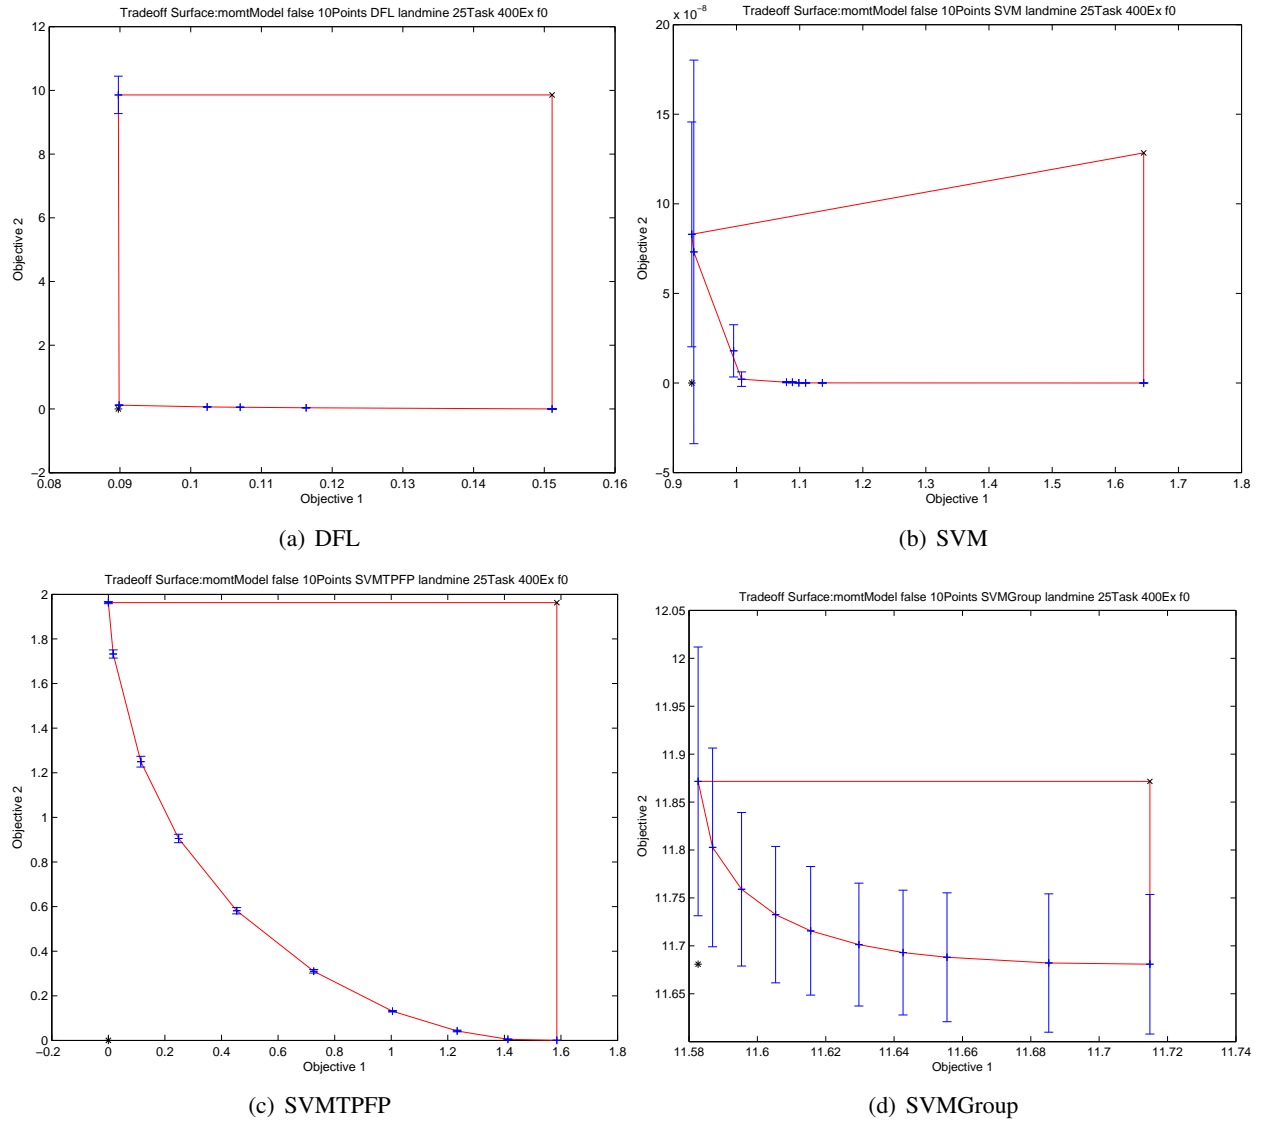 Tradeoff Surface:momtModel false 10Points DFL landmine 25Task 400Ex f0
12
10
8
6
4
2
0
−2
Objective 2
0.08 0.09 0.1 0.11 0.12 0.13 0.14 0.15 0.16
Objective 1
(a) DFL
Tradeoff Surface:momtModel false 10Points SVM landmine 25Task 400Ex f0
x 10⁻⁸
20
15
10
5
0
−5
Objective 2
0.9 1 1.1 1.2 1.3 1.4 1.5 1.6 1.7 1.8
Objective 1
(b) SVM
Tradeoff Surface:momtModel false 10Points SVMTPFP landmine 25Task 400Ex f0
2
1.8
1.6
1.4
1.2
1
0.8
0.6
0.4
0.2
0
Objective 2
−0.2 0 0.2 0.4 0.6 0.8 1 1.2 1.4 1.6 1.8
Objective 1
(c) SVMTPFP
Tradeoff Surface:momtModel false 10Points SVMGroup landmine 25Task 400Ex f0
12.05
12
11.95
11.9
11.85
11.8
11.75
11.7
11.65
Objective 2
11.58 11.6 11.62 11.64 11.66 11.68 11.7 11.72 11.74
Objective 1
(d) SVMGroup